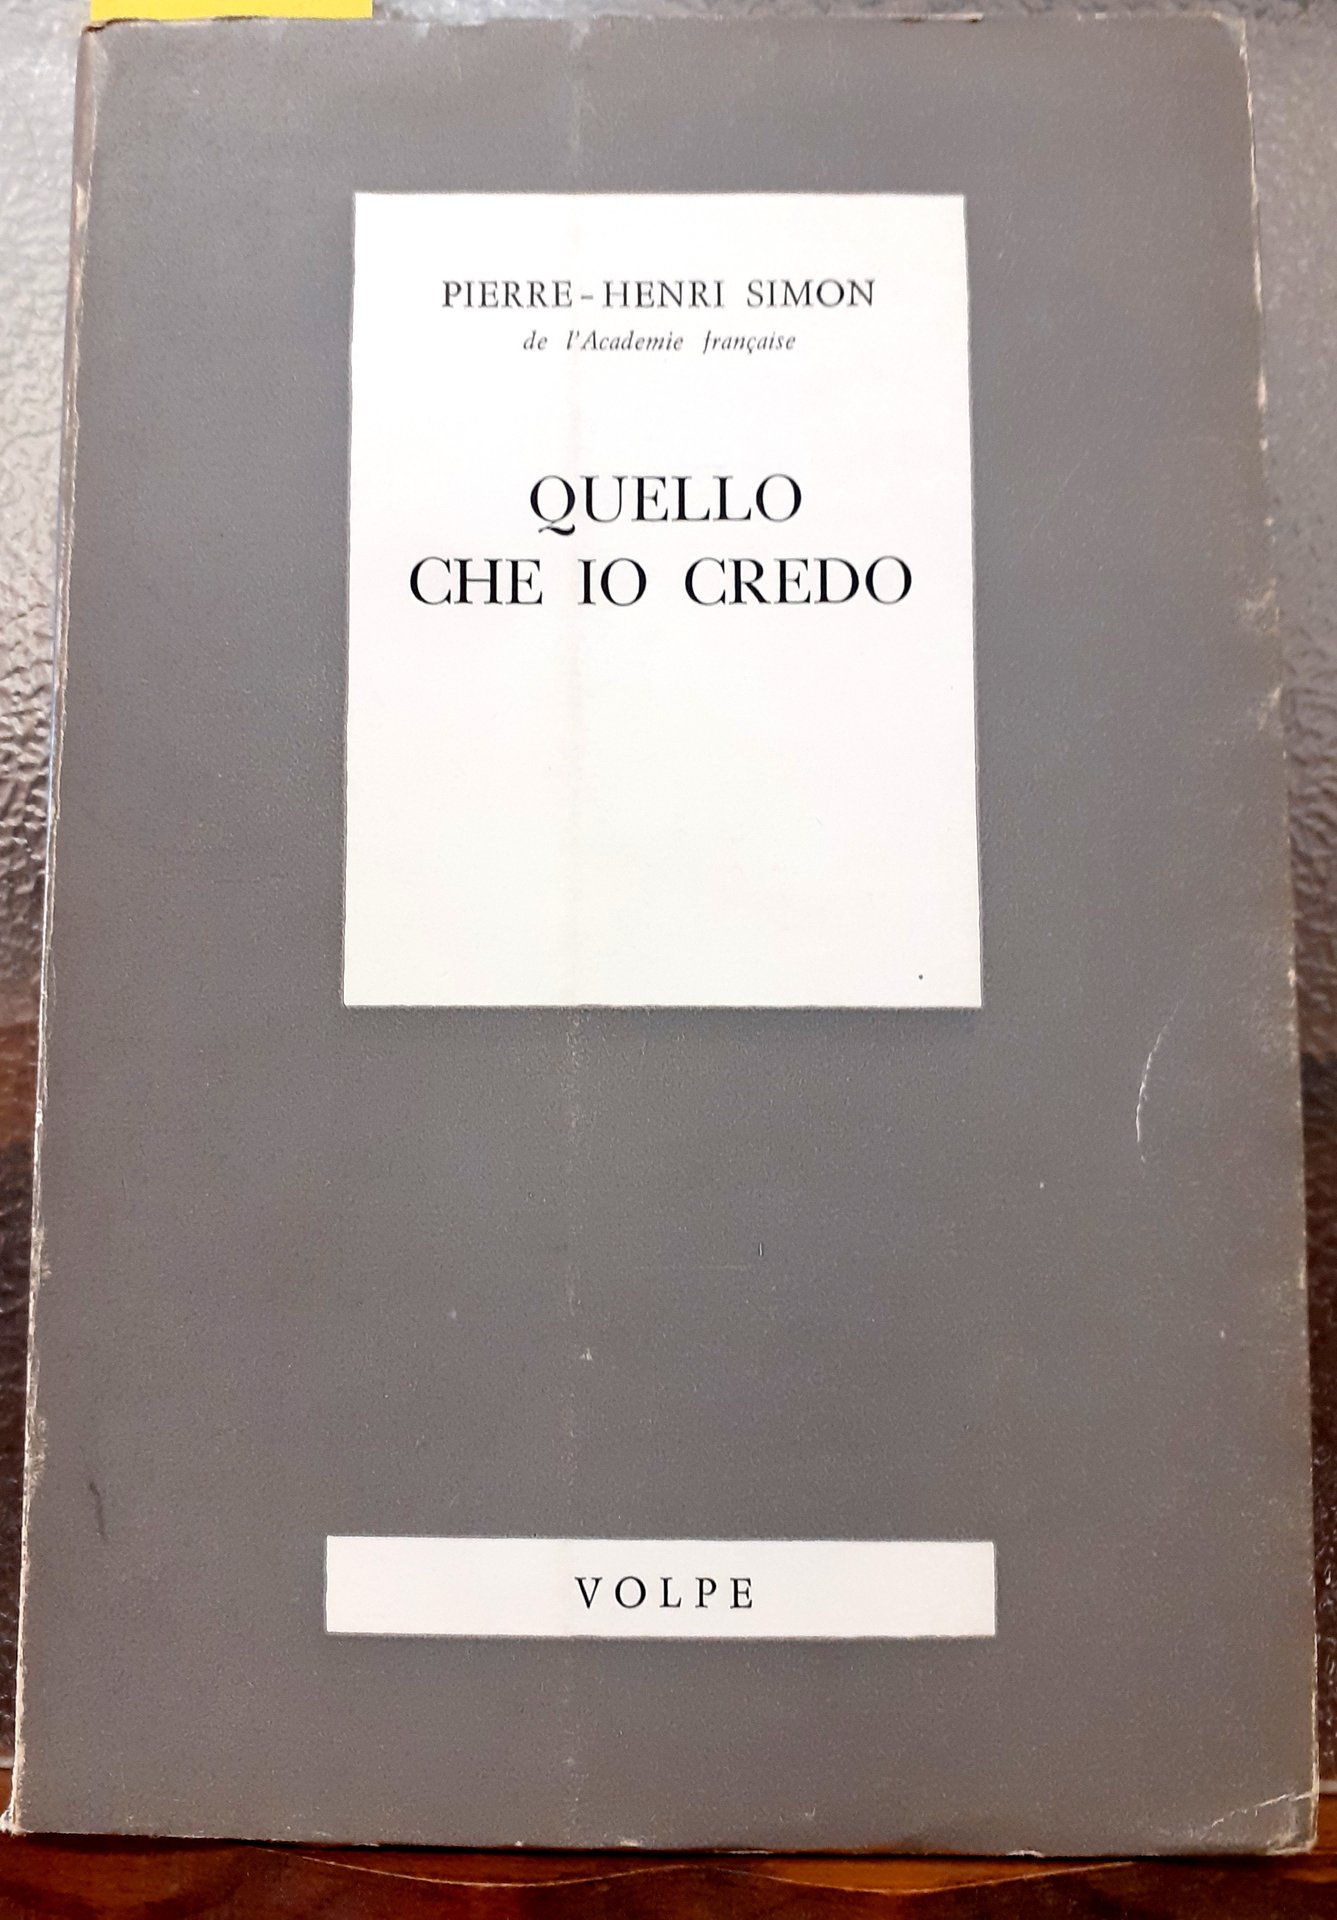 PIERRE-HENRI SIMON
de l'Academie française
QUELLO
CHE IO CREDO
VOLPE